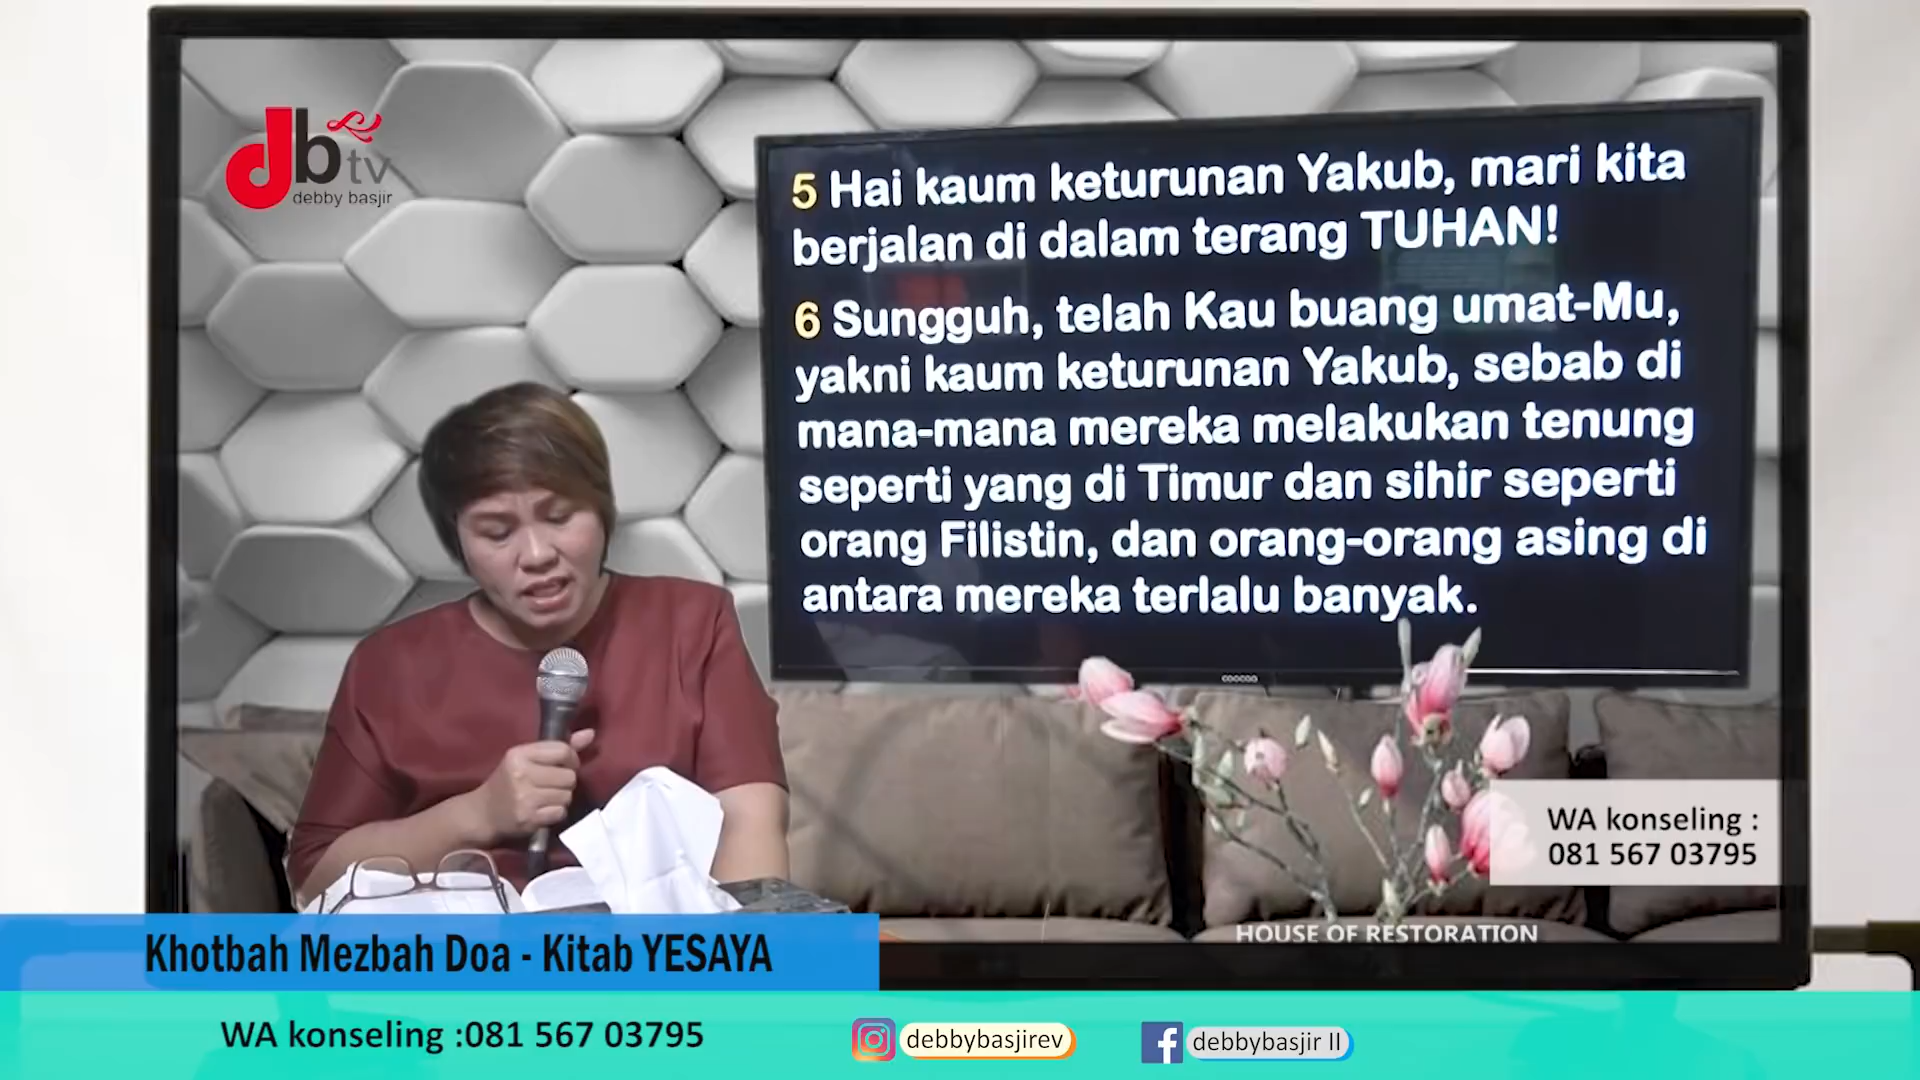 db tv
debby basjir
5 Hai kaum keturunan Yakub, mari kita
berjalan di dalam terang TUHAN!
6 Sungguh, telah Kau buang umat-Mu,
yakni kaum keturunan Yakub, sebab di
mana-mana mereka melakukan tenung
seperti yang di Timur dan sihir seperti
orang Filistin, dan orang-orang asing di
antara mereka terlalu banyak.
coocaa
WA konseling :
081 567 03795
HOUSE OF RESTORATION
Khotbah Mezbah Doa - Kitab YESAYA
WA konseling :081 567 03795
debbybasjirev
debbybasjir II